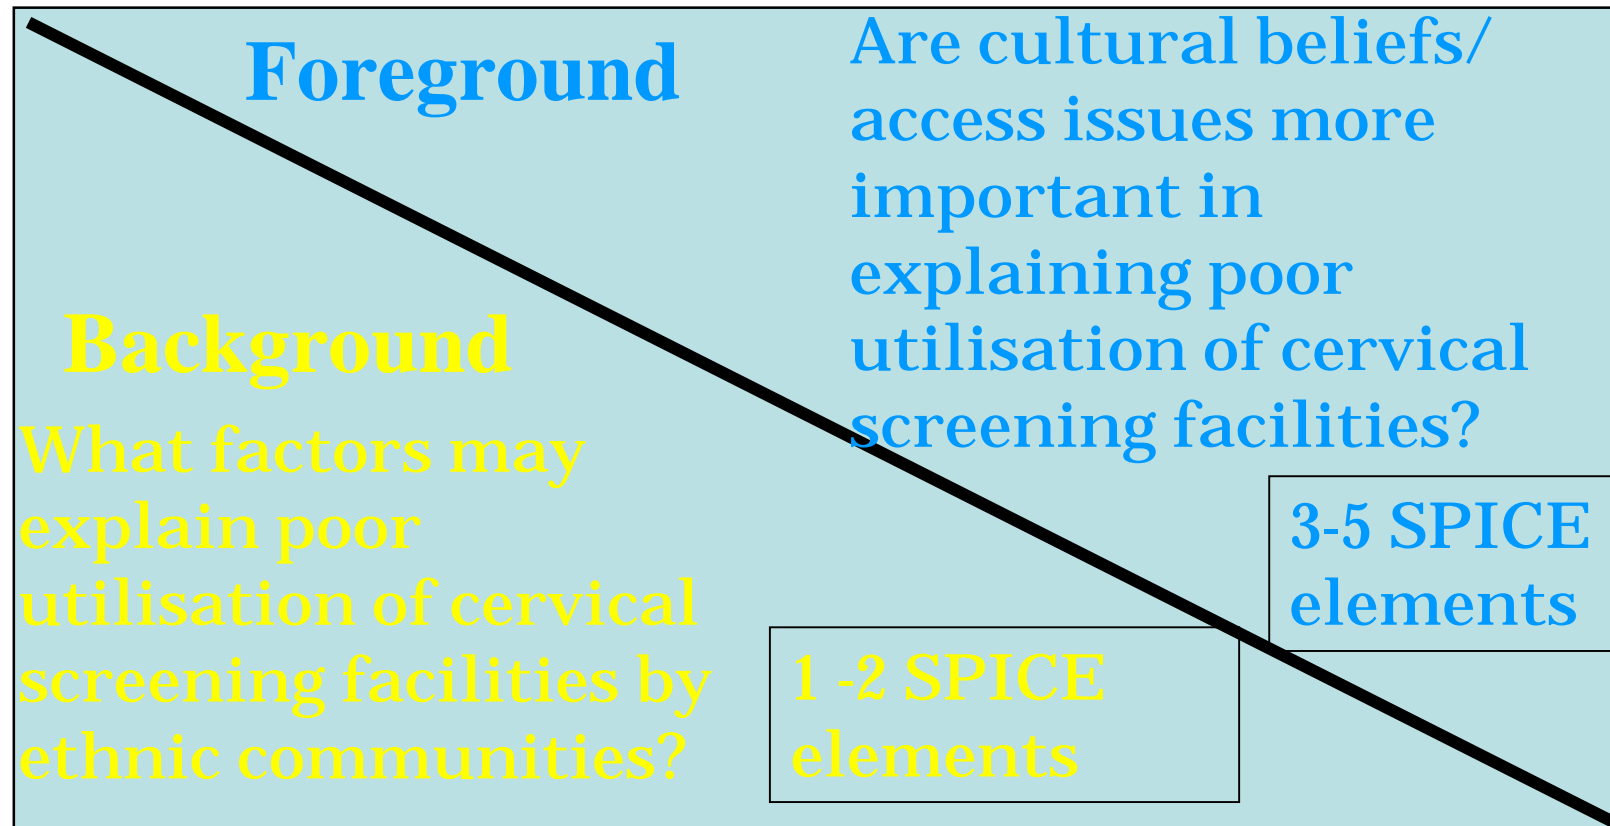 Foreground
Are cultural beliefs/
access issues more
important in
explaining poor
utilisation of cervical
screening facilities?
3-5 SPICE
elements
Background
What factors may
explain poor
utilisation of cervical
screening facilities by
ethnic communities?
1 -2 SPICE
elements